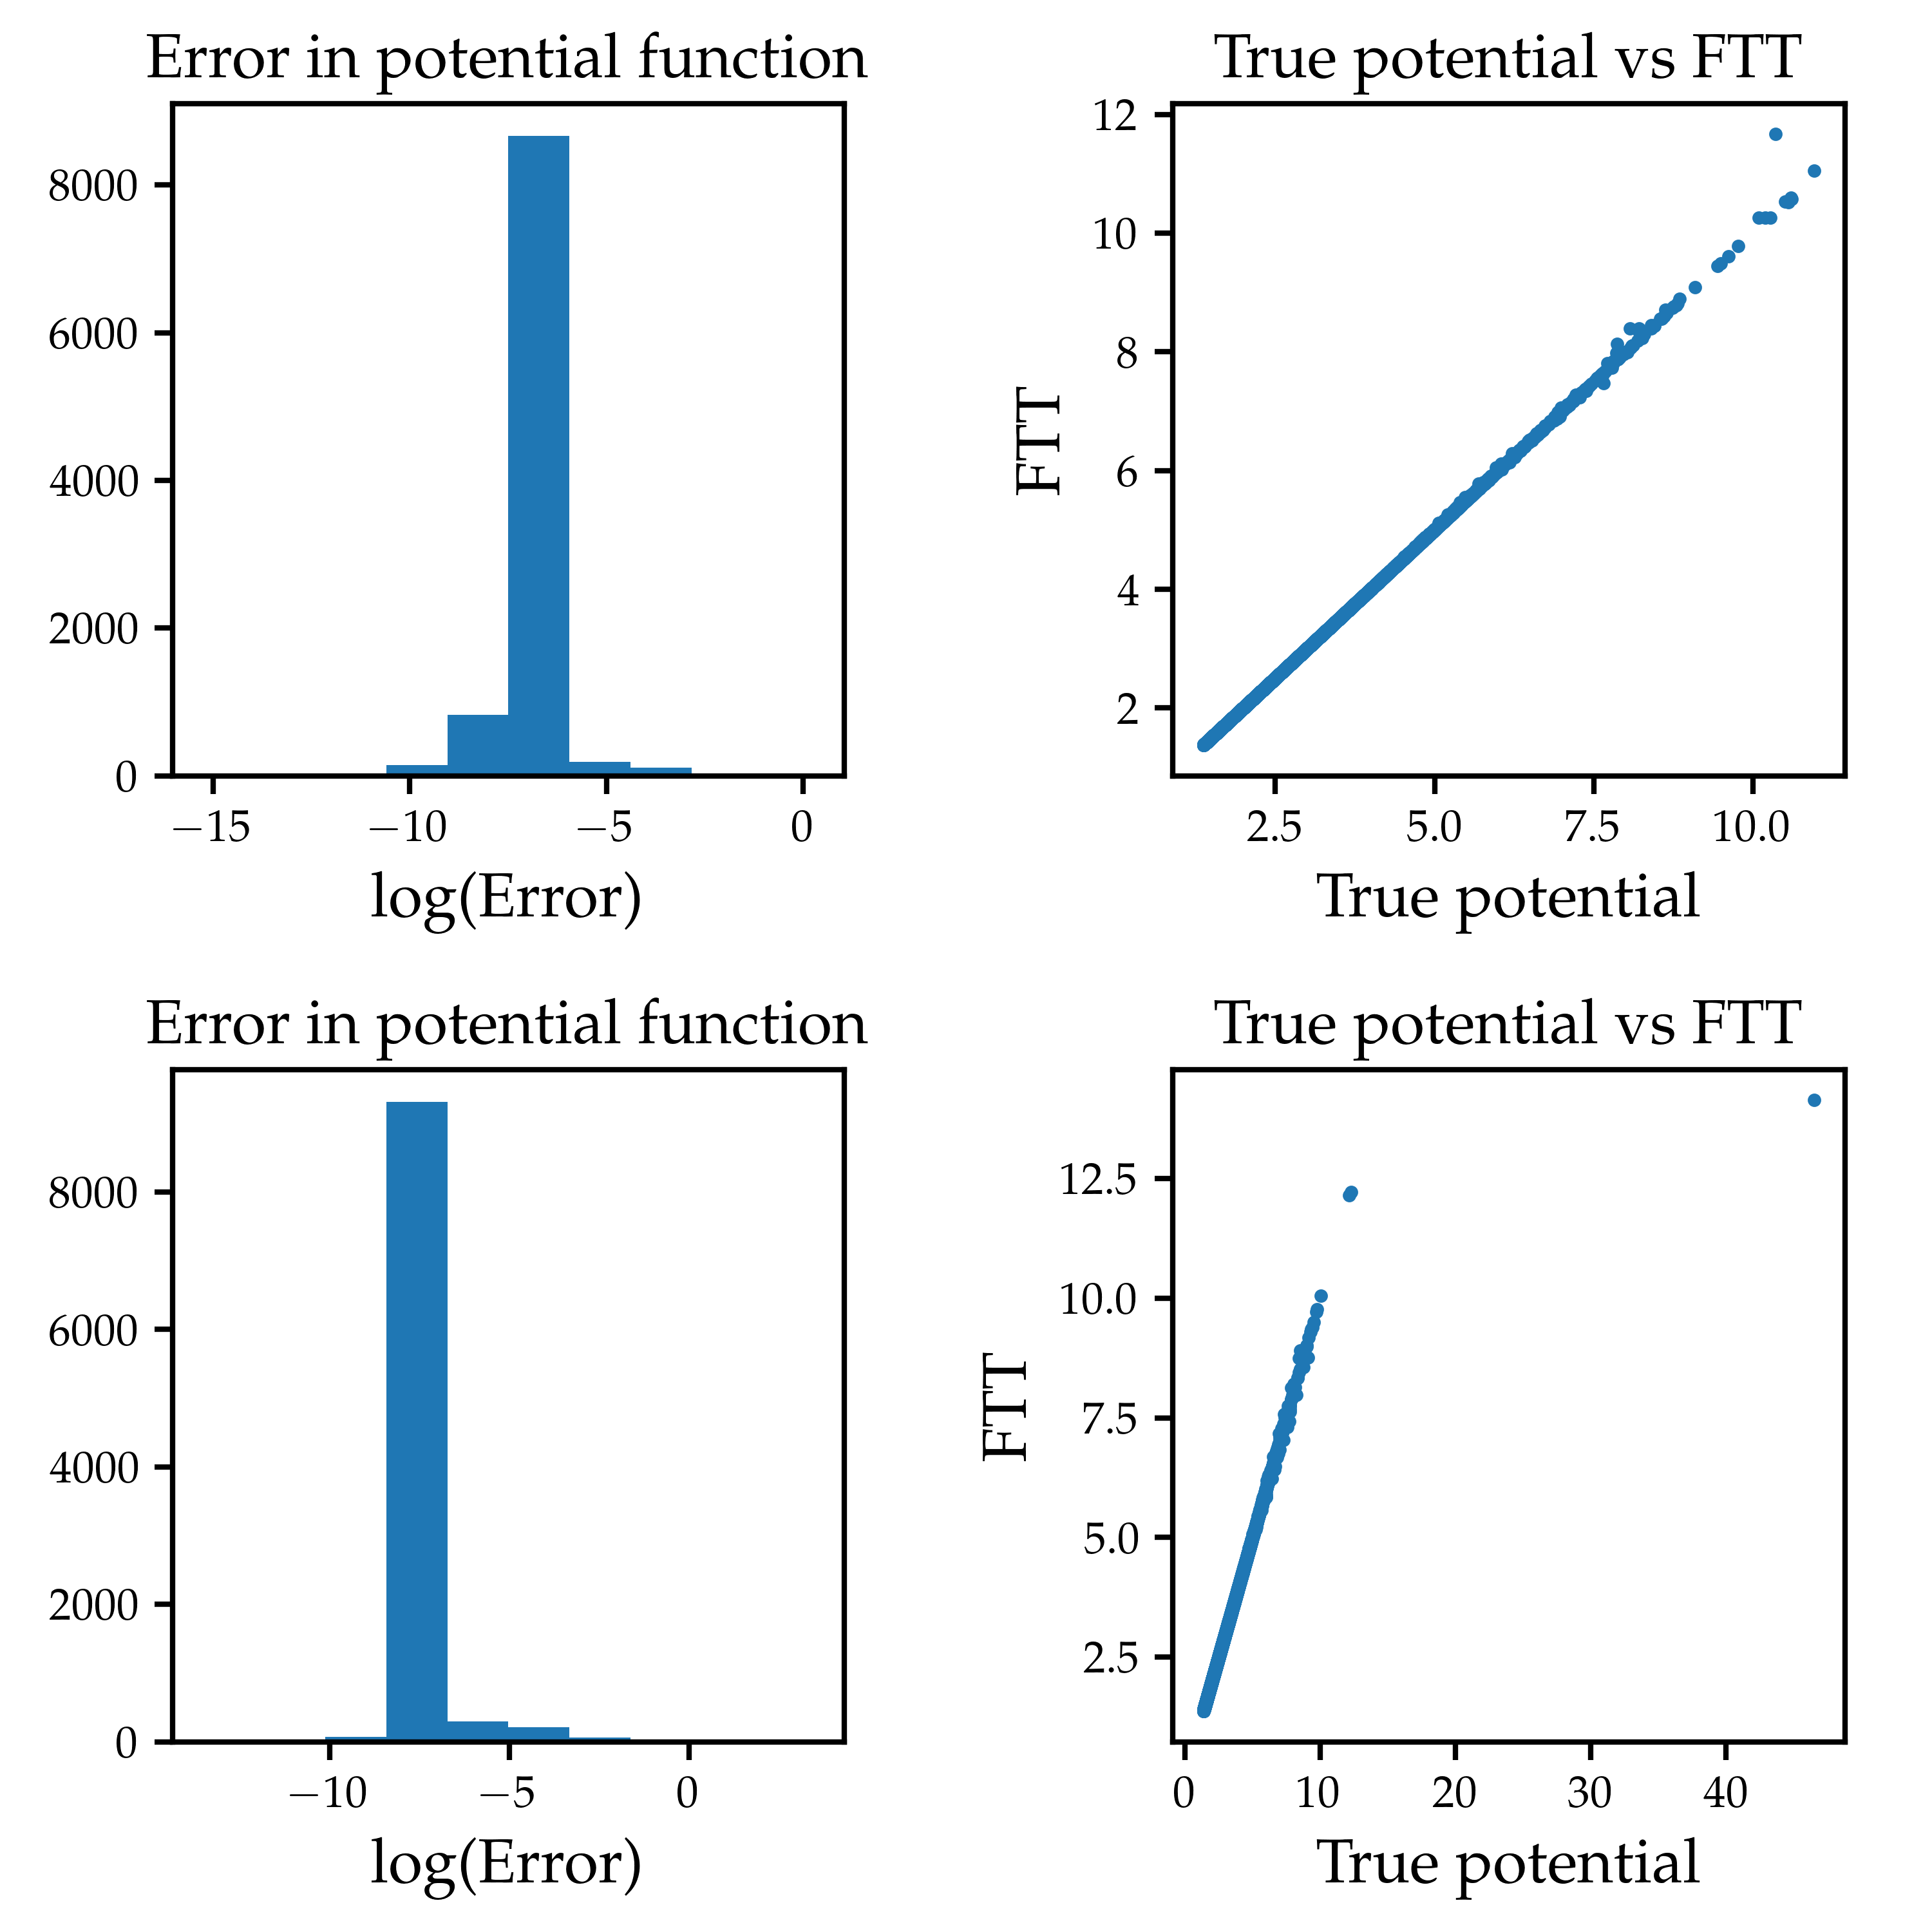 Error in potential function
8000
6000
4000
2000
0
−15 −10 −5 0
log(Error)
True potential vs FTT
12
10
8
6
4
2
FTT
2.5 5.0 7.5 10.0
True potential
Error in potential function
8000
6000
4000
2000
0
−10 −5 0
log(Error)
True potential vs FTT
12.5
10.0
7.5
5.0
2.5
FTT
0 10 20 30 40
True potential